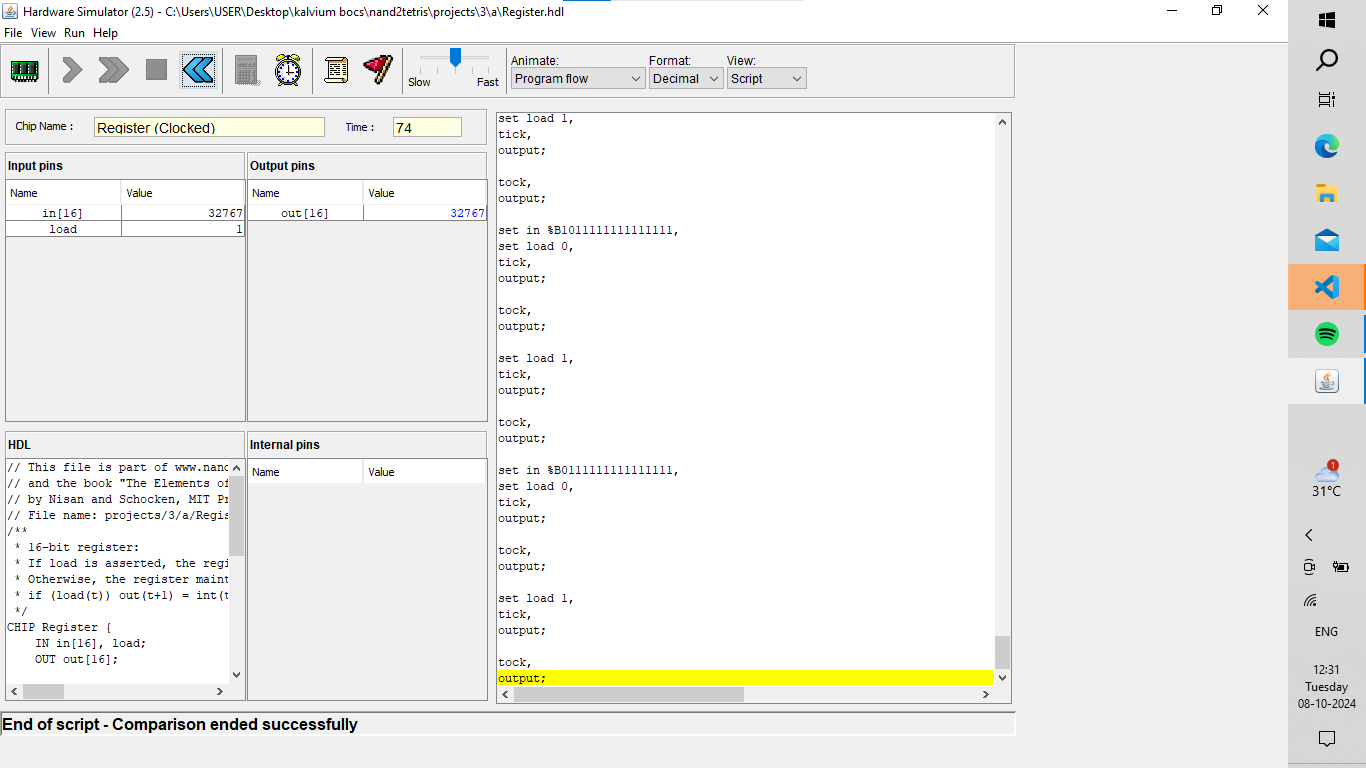 Hardware Simulator (2.5) - C:\Users\USER\Desktop\kalvium bocs\nand2tetris\projects\3\a\Register.hdl
File View Run Help
Slow Fast
Animate: Format: View:
Program flow Decimal Script
Chip Name : Register (Clocked) Time : 74
Input pins
Name Value
in[16] 32767
load 1
Output pins
Name Value
out[16] 32767
HDL
// This file is part of www.nand
// and the book "The Elements of
// by Nisan and Schocken, MIT Pr
// File name: projects/3/a/Regis
/**
* 16-bit register:
* If load is asserted, the regi
* Otherwise, the register maint
* if (load(t)) out(t+1) = int(t
*/
CHIP Register {
IN in[16], load;
OUT out[16];
Internal pins
Name Value
set load 1,
tick,
output;
tock,
output;
set in %B1011111111111111,
set load 0,
tick,
output;
tock,
output;
set load 1,
tick,
output;
tock,
output;
set in %B0111111111111111,
set load 0,
tick,
output;
tock,
output;
set load 1,
tick,
output;
tock,
output;
End of script - Comparison ended successfully
1
31°C
ENG
12:31
Tuesday
08-10-2024